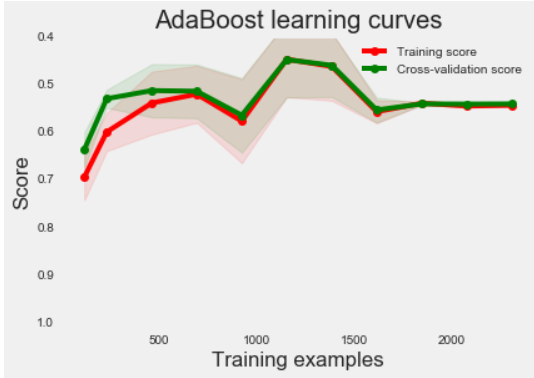 AdaBoost learning curves
Training score
Cross-validation score
Score
0.4
0.5
0.6
0.7
0.8
0.9
1.0
500 1000 1500 2000
Training examples